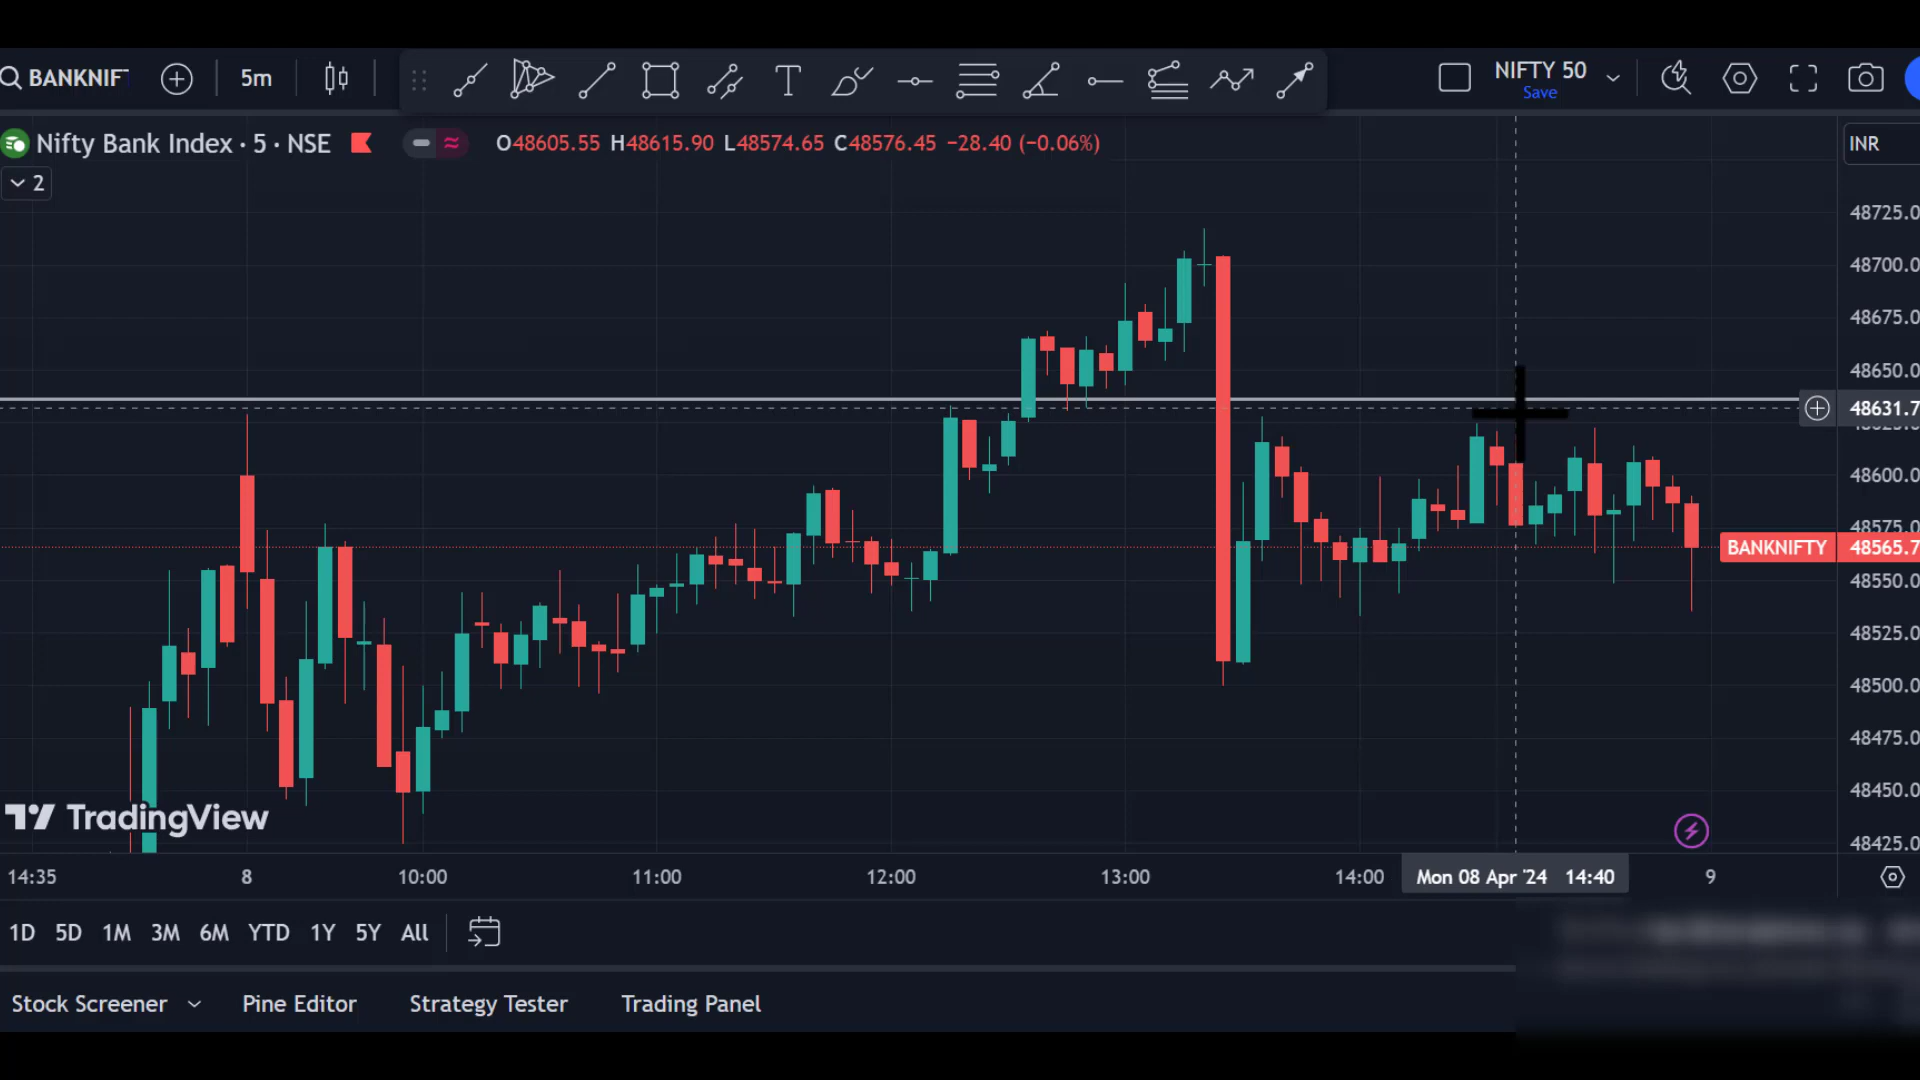 BANKNIF
5m
T
NIFTY 50
Save
Nifty Bank Index · 5 · NSE
O48605.55 H48615.90 L48574.65 C48576.45 −28.40 (−0.06%)
INR
2
48725.0
48700.0
48675.0
48650.0
48631.7
48600.0
48575.0
BANKNIFTY 48565.7
48550.0
48525.0
48500.0
48475.0
48450.0
48425.0
TradingView
14:35 8 10:00 11:00 12:00 13:00 14:00 Mon 08 Apr '24 14:40 9
1D 5D 1M 3M 6M YTD 1Y 5Y All
Stock Screener Pine Editor Strategy Tester Trading Panel